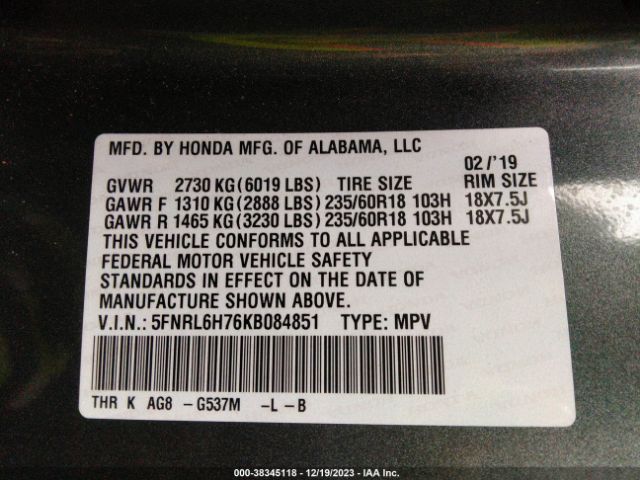 MFD. BY HONDA MFG. OF ALABAMA, LLC
02/'19
GVWR 2730 KG(6019 LBS) TIRE SIZE RIM SIZE
GAWR F 1310 KG(2888 LBS)235/60R18 103H 18X7.5J
GAWR R 1465 KG(3230 LBS)235/60R18 103H 18X7.5J
THIS VEHICLE CONFORMS TO ALL APPLICABLE
FEDERAL MOTOR VEHICLE SAFETY
STANDARDS IN EFFECT ON THE DATE OF
MANUFACTURE SHOWN ABOVE.
V.I.N.: 5FNRL6H76KB084851 TYPE: MPV
THR K AG8 - G537M -L - B
000-38345118 - 12/19/2023 - IAA Inc.